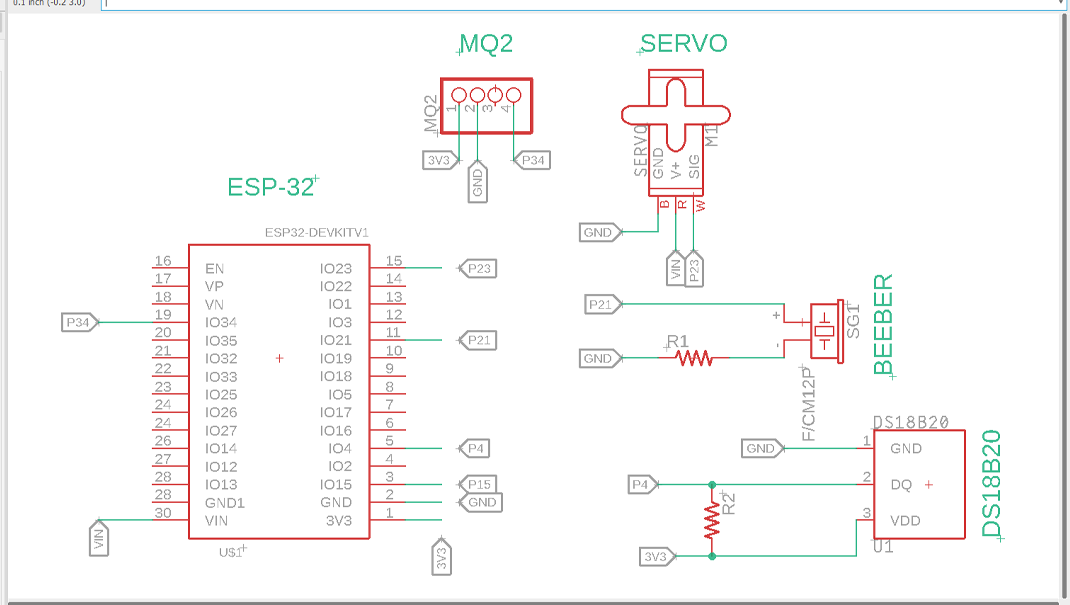 0.1 inch (-0.2 3.0)
MQ2
SERVO
MQ2
1
2
3
4
3V3
GND
P34
SERVO
M1
GND
V+
SIG
B
R
W
GND
VIN
P23
ESP-32
ESP32-DEVKITV1
16 EN IO23 15 P23
17 VP IO22 14
18 VN IO1 13
P34 19 IO34 IO3 12
20 IO35 IO21 11 P21
21 IO32 IO19 10
22 IO33 IO18 9
23 IO25 IO5 8
24 IO26 IO17 7
24 IO27 IO16 6
26 IO14 IO4 5 P4
27 IO12 IO2 4
28 IO13 IO15 3 P15
28 GND1 GND 2 GND
VIN 30 VIN 3V3 1 3V3
U$1
P21
+
-
SG1
BEEBER
GND
R1
F/CM12P
DS18B20
GND 1 GND
P4 2 DQ
R2
3V3 3 VDD
U1
DS18B20